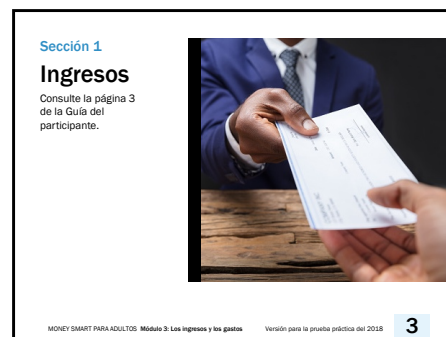 Sección 1
Ingresos
Consulte la página 3
de la Guía del
participante.
MONEY SMART PARA ADULTOS Módulo 3: Los ingresos y los gastos Versión para la prueba práctica del 2018 3